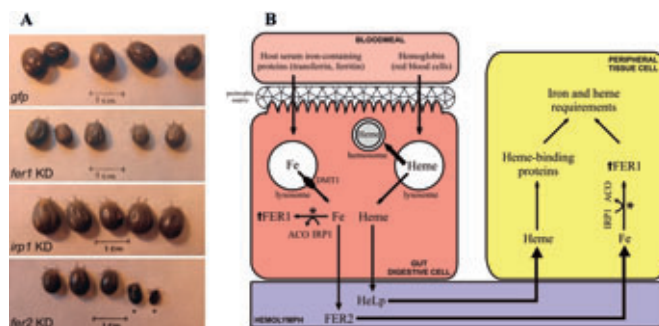 A
gfp
1 cm
fer1 KD
1 cm
irp1 KD
1 cm
fer2 KD
B
BLOODMEAL
Host serum iron-containing
proteins (transferrin, ferritin)
Hemoglobin
(red blood cells)
peritrophic
matrix
Heme
hemosome
Fe
lysosome
DMT1
Heme
lysosome
FER1
Fe
Heme
ACO IRP1
GUT
DIGESTIVE CELL
HeLp
FER2
HEMOLYMPH
PERIPHERAL
TISSUE CELL
Iron and heme
requirements
Heme-binding
proteins
FER1
IRP1 ACO
Heme
Fe